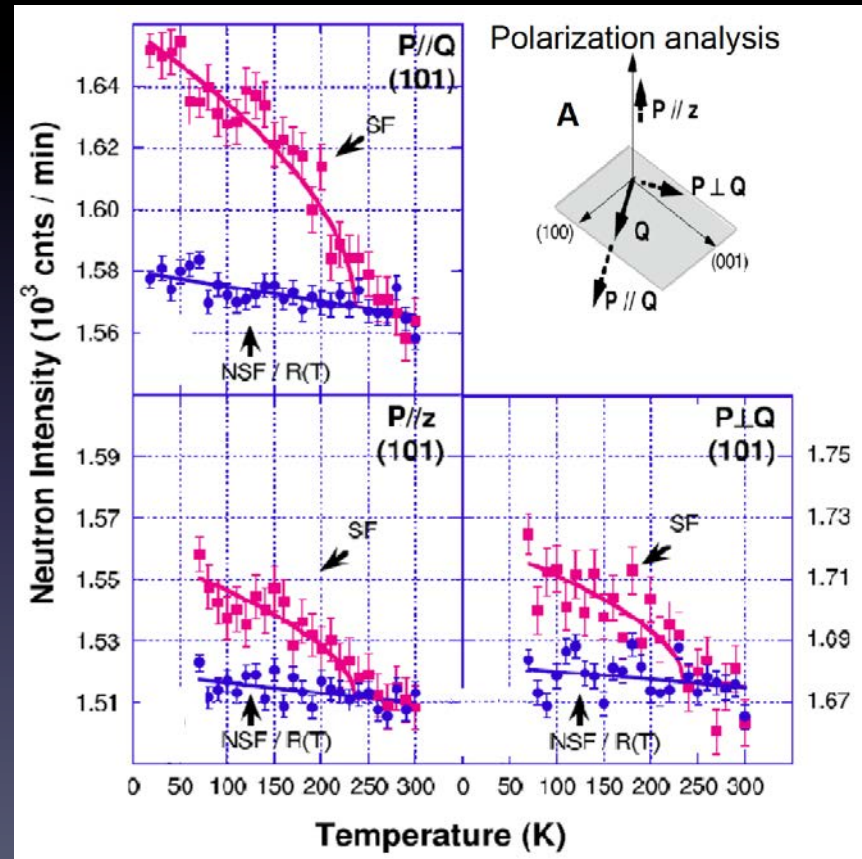 P//Q
(101)
Polarization analysis
1.64
1.62
1.60
1.58
1.56
SF
NSF / R(T)
A
P // z
P ⊥ Q
(100)
Q
(001)
P // Q
Neutron Intensity (10³ cnts / min)
P//z
(101)
1.59
1.57
1.55
1.53
1.51
SF
NSF / R(T)
P⊥Q
(101)
1.75
1.73
1.71
1.69
1.67
SF
NSF / R(T)
0 50 100 150 200 250 300 0 50 100 150 200 250 300
Temperature (K)